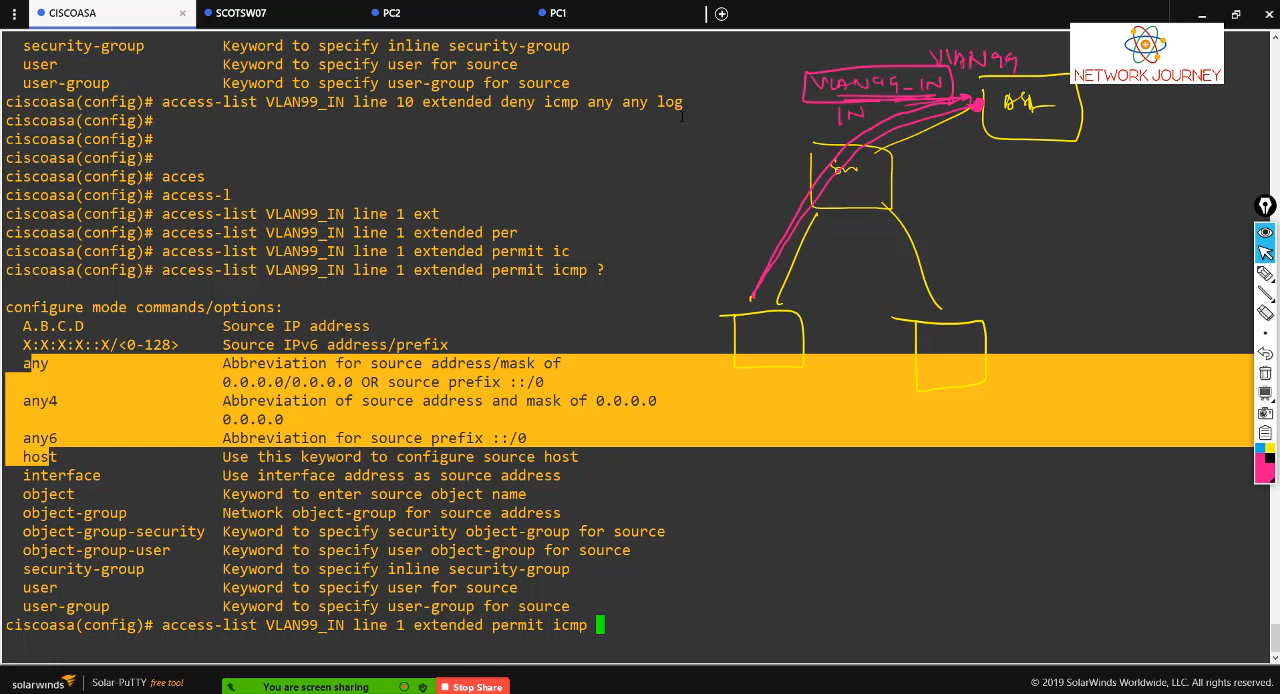 CISCOASA × SCOTSW07 PC2 PC1
security-group Keyword to specify inline security-group
user Keyword to specify user for source
user-group Keyword to specify user-group for source
ciscoasa(config)# access-list VLAN99_IN line 10 extended deny icmp any any log
ciscoasa(config)#
ciscoasa(config)#
ciscoasa(config)#
ciscoasa(config)# acces
ciscoasa(config)# access-l
ciscoasa(config)# access-list VLAN99_IN line 1 ext
ciscoasa(config)# access-list VLAN99_IN line 1 extended per
ciscoasa(config)# access-list VLAN99_IN line 1 extended permit ic
ciscoasa(config)# access-list VLAN99_IN line 1 extended permit icmp ?
configure mode commands/options:
A.B.C.D Source IP address
X:X:X:X::X/<0-128> Source IPv6 address/prefix
any Abbreviation for source address/mask of
0.0.0.0/0.0.0.0 OR source prefix ::/0
any4 Abbreviation of source address and mask of 0.0.0.0
0.0.0.0
any6 Abbreviation for source prefix ::/0
host Use this keyword to configure source host
interface Use interface address as source address
object Keyword to enter source object name
object-group Network object-group for source address
object-group-security Keyword to specify security object-group for source
object-group-user Keyword to specify user object-group for source
security-group Keyword to specify inline security-group
user Keyword to specify user for source
user-group Keyword to specify user-group for source
ciscoasa(config)# access-list VLAN99_IN line 1 extended permit icmp
NETWORK JOURNEY
VLAN99
VLAN99_IN
IN
SW
solarwinds Solar-PuTTY free tool You are screen sharing Stop Share © 2019 SolarWinds Worldwide, LLC. All rights reserved.